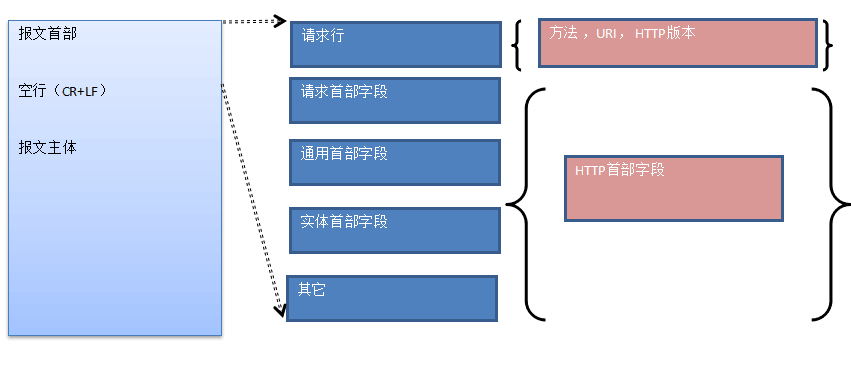 报文首部
空行（CR+LF）
报文主体
请求行
请求首部字段
通用首部字段
实体首部字段
其它
方法 ，URI ， HTTP版本
HTTP首部字段